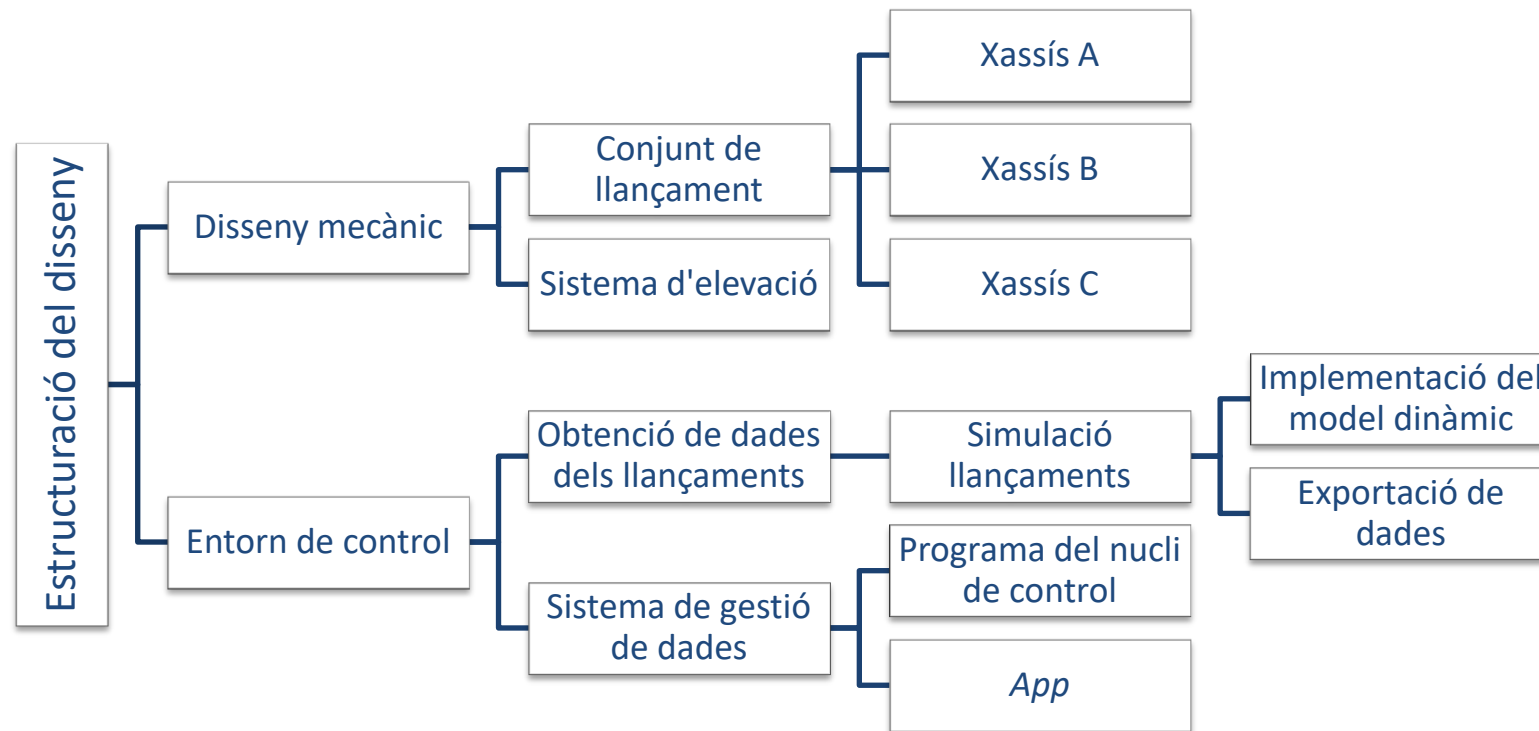 Estructuració del disseny
Disseny mecànic
Conjunt de
llançament
Xassís A
Xassís B
Xassís C
Sistema d'elevació
Entorn de control
Obtenció de dades
dels llançaments
Simulació
llançaments
Implementació del
model dinàmic
Exportació de
dades
Sistema de gestió
de dades
Programa del nucli
de control
App